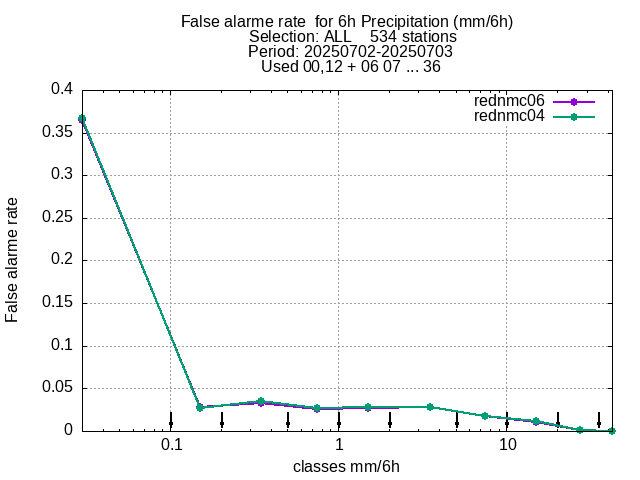 False alarme rate  for 6h Precipitation (mm/6h)
Selection: ALL    534 stations
Period: 20250702-20250703
Used 00,12 + 06 07 ... 36
rednmc06
rednmc04
0.4
0.35
0.3
0.25
0.2
0.15
0.1
0.05
0
False alarme rate
0.1 1 10
classes mm/6h